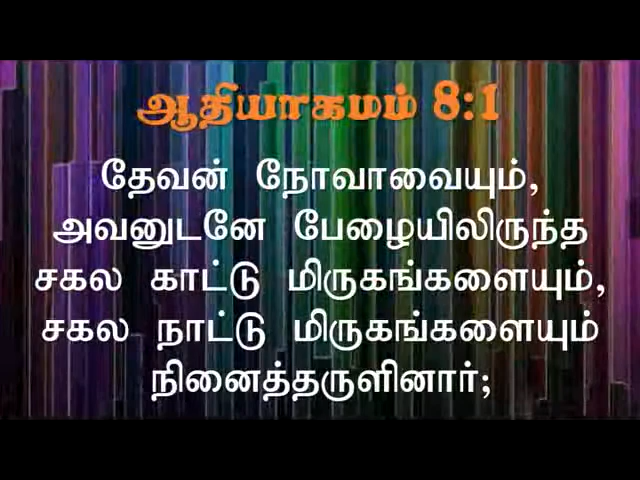 ஆதியாகமம் 8:1
தேவன் நோவாவையும்,
அவனுடனே பேழையிலிருந்த
சகல காட்டு மிருகங்களையும்,
சகல நாட்டு மிருகங்களையும்
நினைத்தருளினார்;